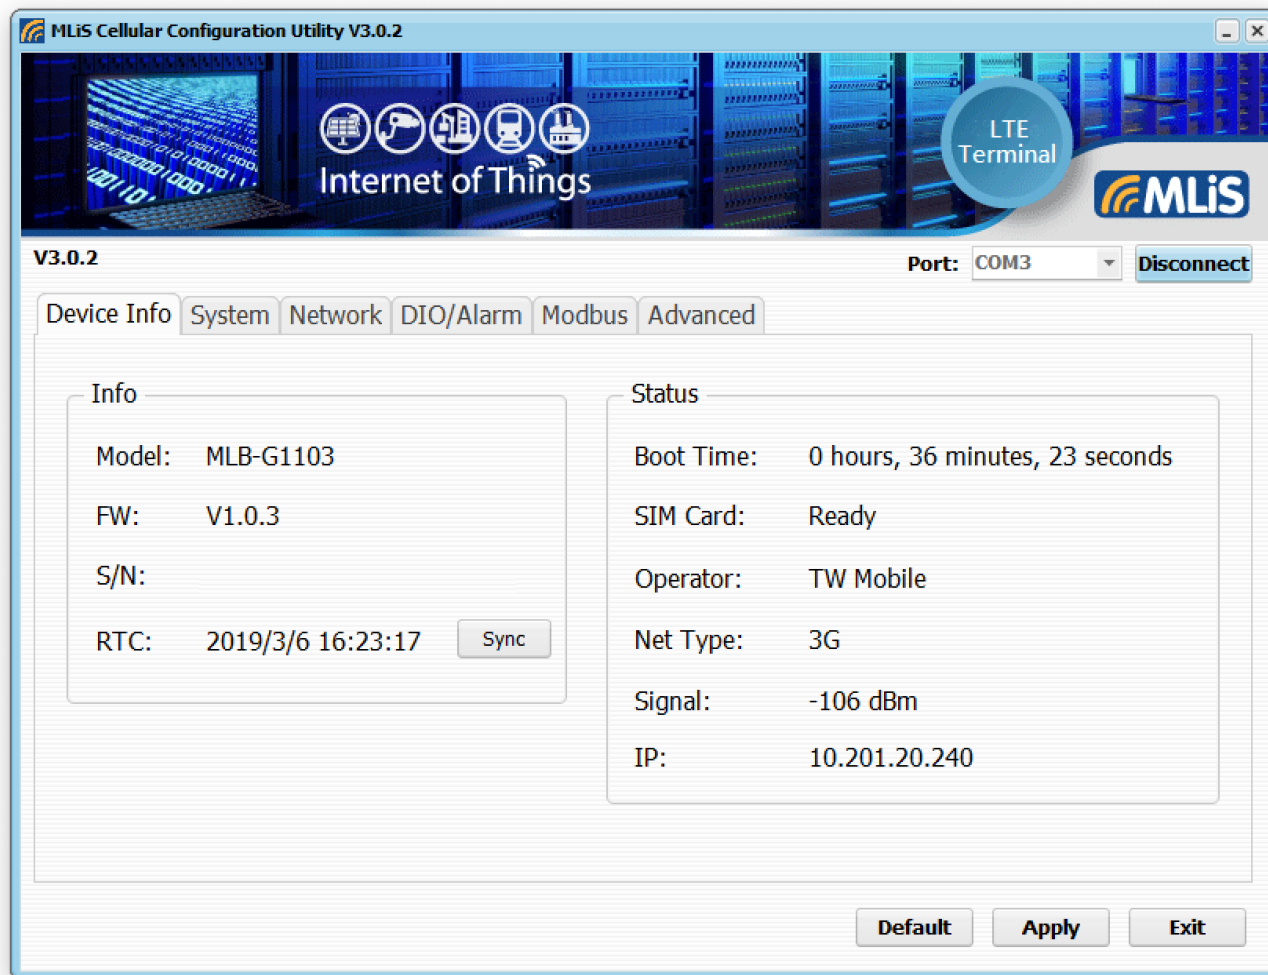 MLiS Cellular Configuration Utility V3.0.2
LTE
Terminal
Internet of Things
MLiS
V3.0.2
Port: COM3 Disconnect
Device Info System Network DIO/Alarm Modbus Advanced
Info
Model: MLB-G1103
FW: V1.0.3
S/N:
RTC: 2019/3/6 16:23:17 Sync
Status
Boot Time: 0 hours, 36 minutes, 23 seconds
SIM Card: Ready
Operator: TW Mobile
Net Type: 3G
Signal: -106 dBm
IP: 10.201.20.240
Default Apply Exit